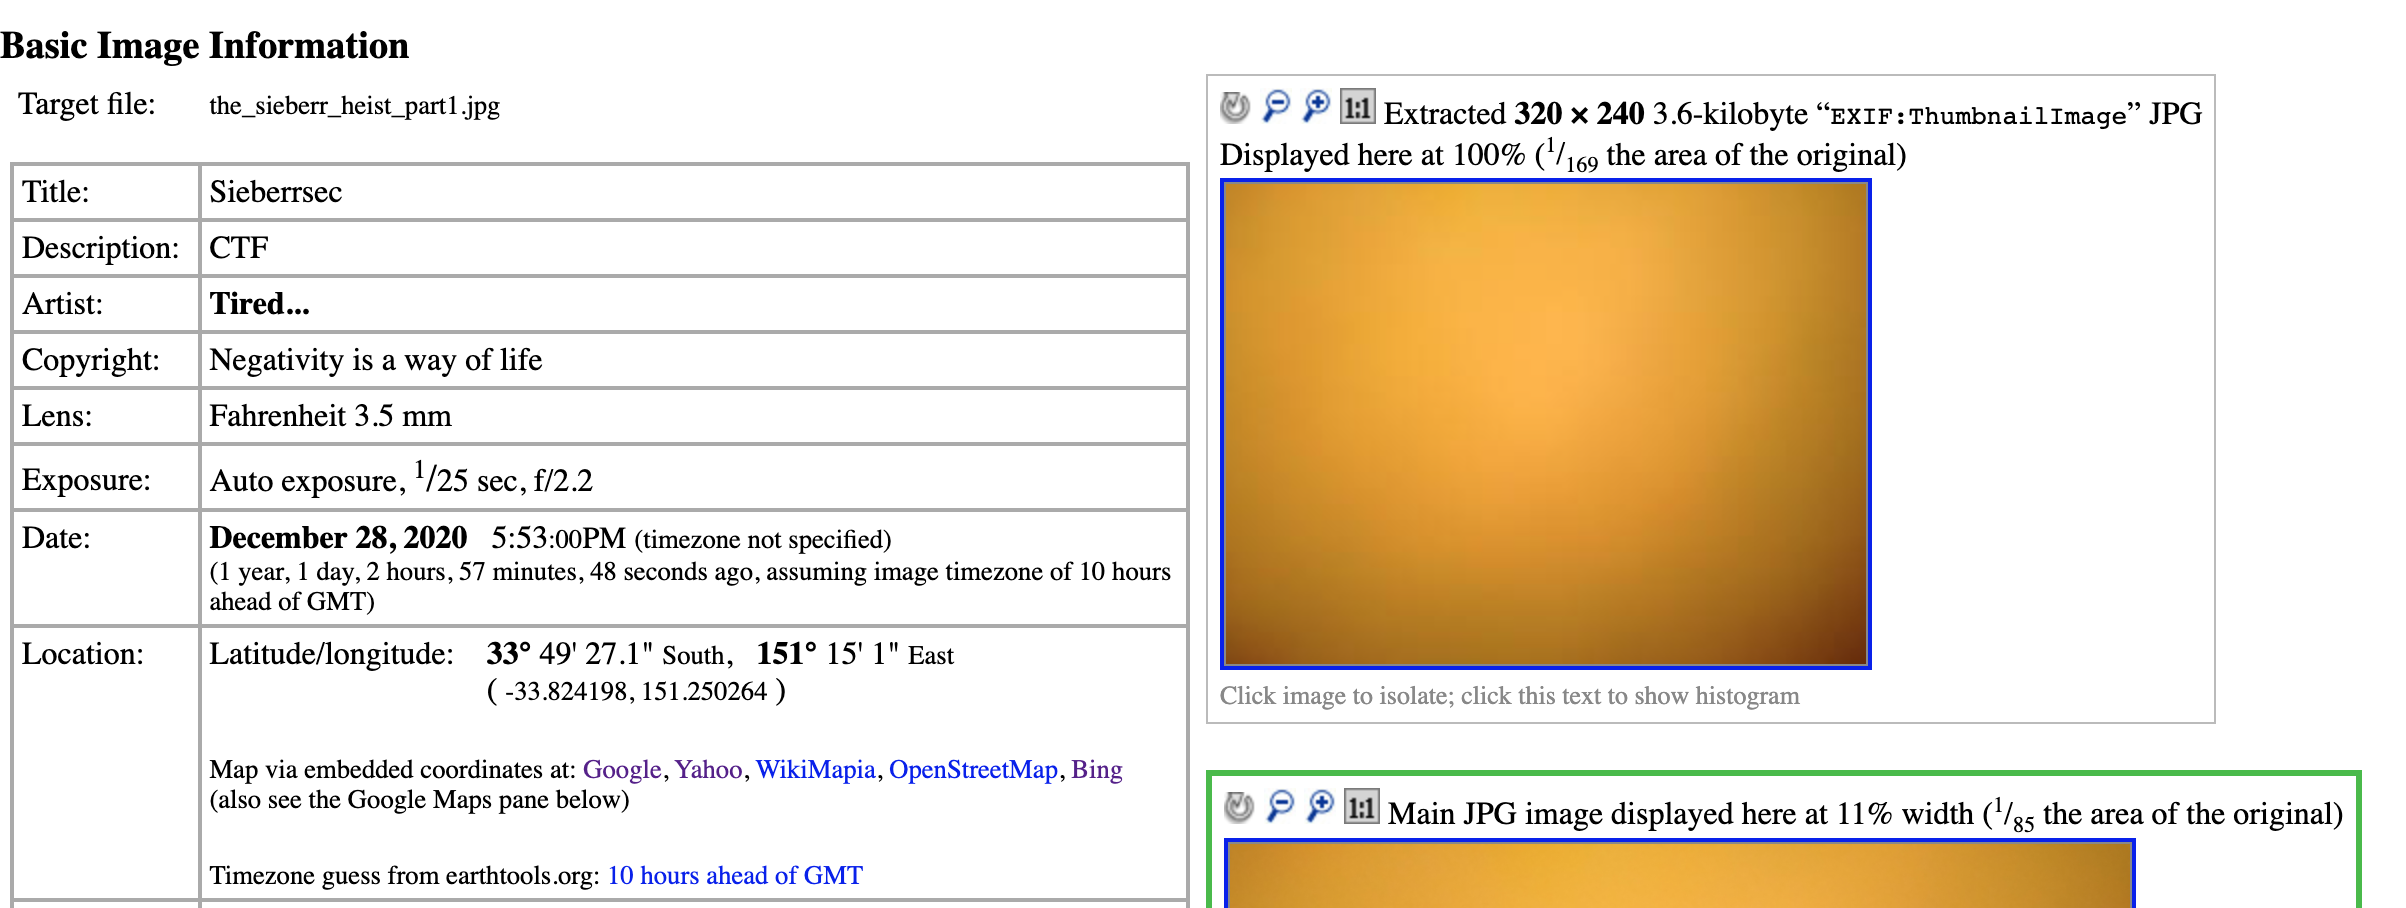 Basic Image Information
Target file: the_sieberr_heist_part1.jpg
Title: Sieberrsec
Description: CTF
Artist: Tired...
Copyright: Negativity is a way of life
Lens: Fahrenheit 3.5 mm
Exposure: Auto exposure, 1/25 sec, f/2.2
Date: December 28, 2020 5:53:00PM (timezone not specified)
(1 year, 1 day, 2 hours, 57 minutes, 48 seconds ago, assuming image timezone of 10 hours
ahead of GMT)
Location: Latitude/longitude: 33° 49' 27.1" South, 151° 15' 1" East
( -33.824198, 151.250264 )
Map via embedded coordinates at: Google, Yahoo, WikiMapia, OpenStreetMap, Bing
(also see the Google Maps pane below)
Timezone guess from earthtools.org: 10 hours ahead of GMT
1:1 Extracted 320 × 240 3.6-kilobyte “EXIF:ThumbnailImage” JPG
Displayed here at 100% (1/169 the area of the original)
Click image to isolate; click this text to show histogram
1:1 Main JPG image displayed here at 11% width (1/85 the area of the original)